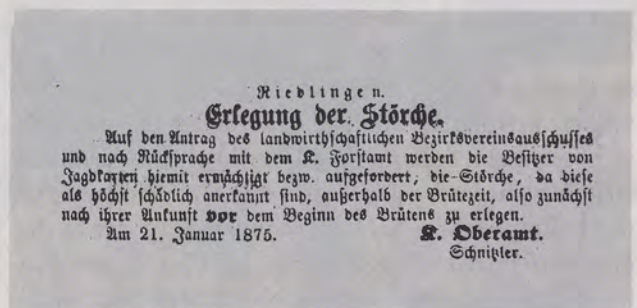 Riedlingen.
Erlegung der Störche.
Auf den Antrag des landwirthschaftlichen Bezirksvereinsausschusses
und nach Rücksprache mit dem K. Forstamt werden die Besitzer von
Jagdkarten hiemit ermächtigt bezw. aufgefordert, die Störche, da diese
als höchst schädlich anerkannt sind, außerhalb der Brütezeit, also zunächst
nach ihrer Ankunft vor dem Beginn des Brütens zu erlegen.
Am 21. Januar 1875. K. Oberamt.
Schnitzler.